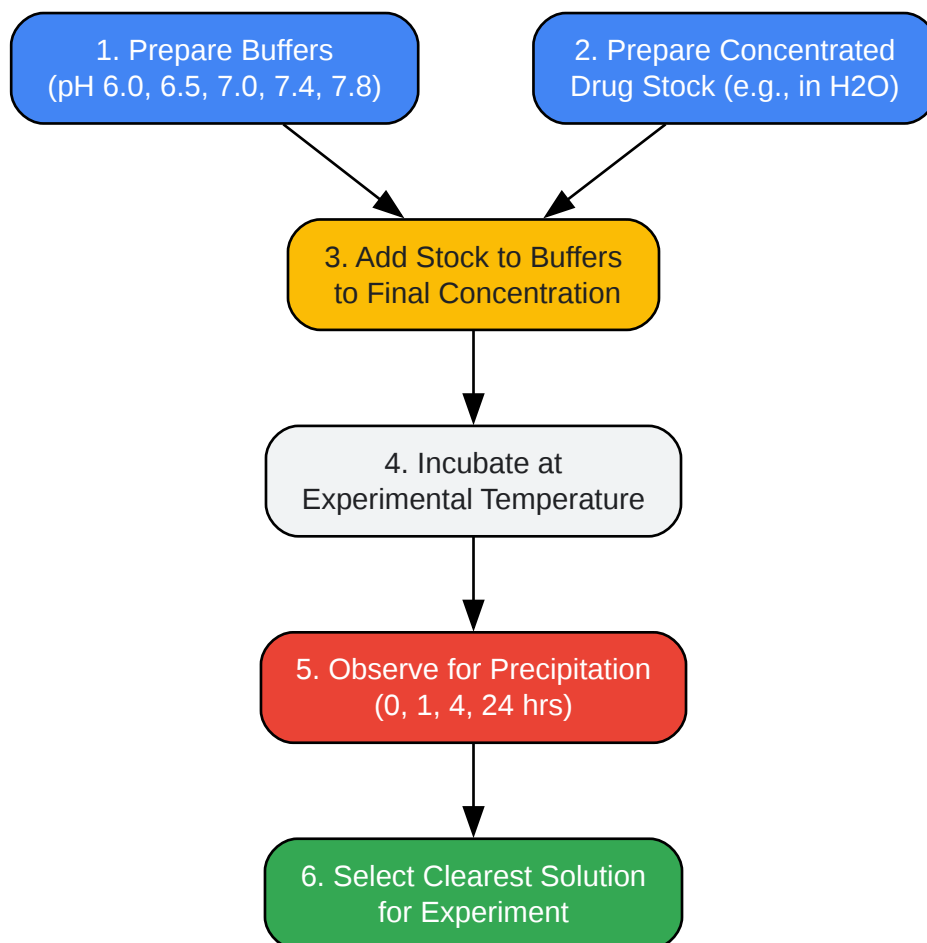 1. Prepare Buffers
(pH 6.0, 6.5, 7.0, 7.4, 7.8)
2. Prepare Concentrated
Drug Stock (e.g., in H2O)
3. Add Stock to Buffers
to Final Concentration
4. Incubate at
Experimental Temperature
5. Observe for Precipitation
(0, 1, 4, 24 hrs)
6. Select Clearest Solution
for Experiment